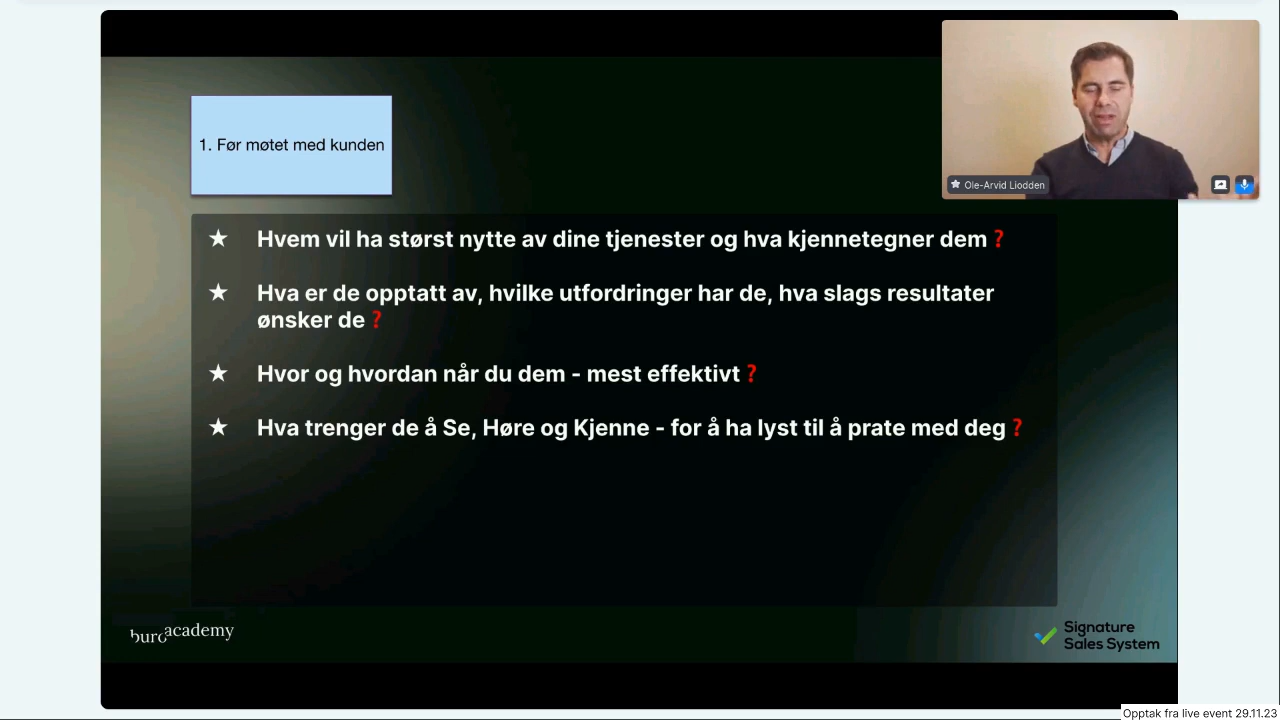 1. Før møtet med kunden
Ole-Arvid Liodden
★ Hvem vil ha størst nytte av dine tjenester og hva kjennetegner dem ?
★ Hva er de opptatt av, hvilke utfordringer har de, hva slags resultater
ønsker de ?
★ Hvor og hvordan når du dem - mest effektivt ?
★ Hva trenger de å Se, Høre og Kjenne - for å ha lyst til å prate med deg ?
buro academy
Signature
Sales System
Opptak fra live event 29.11.23